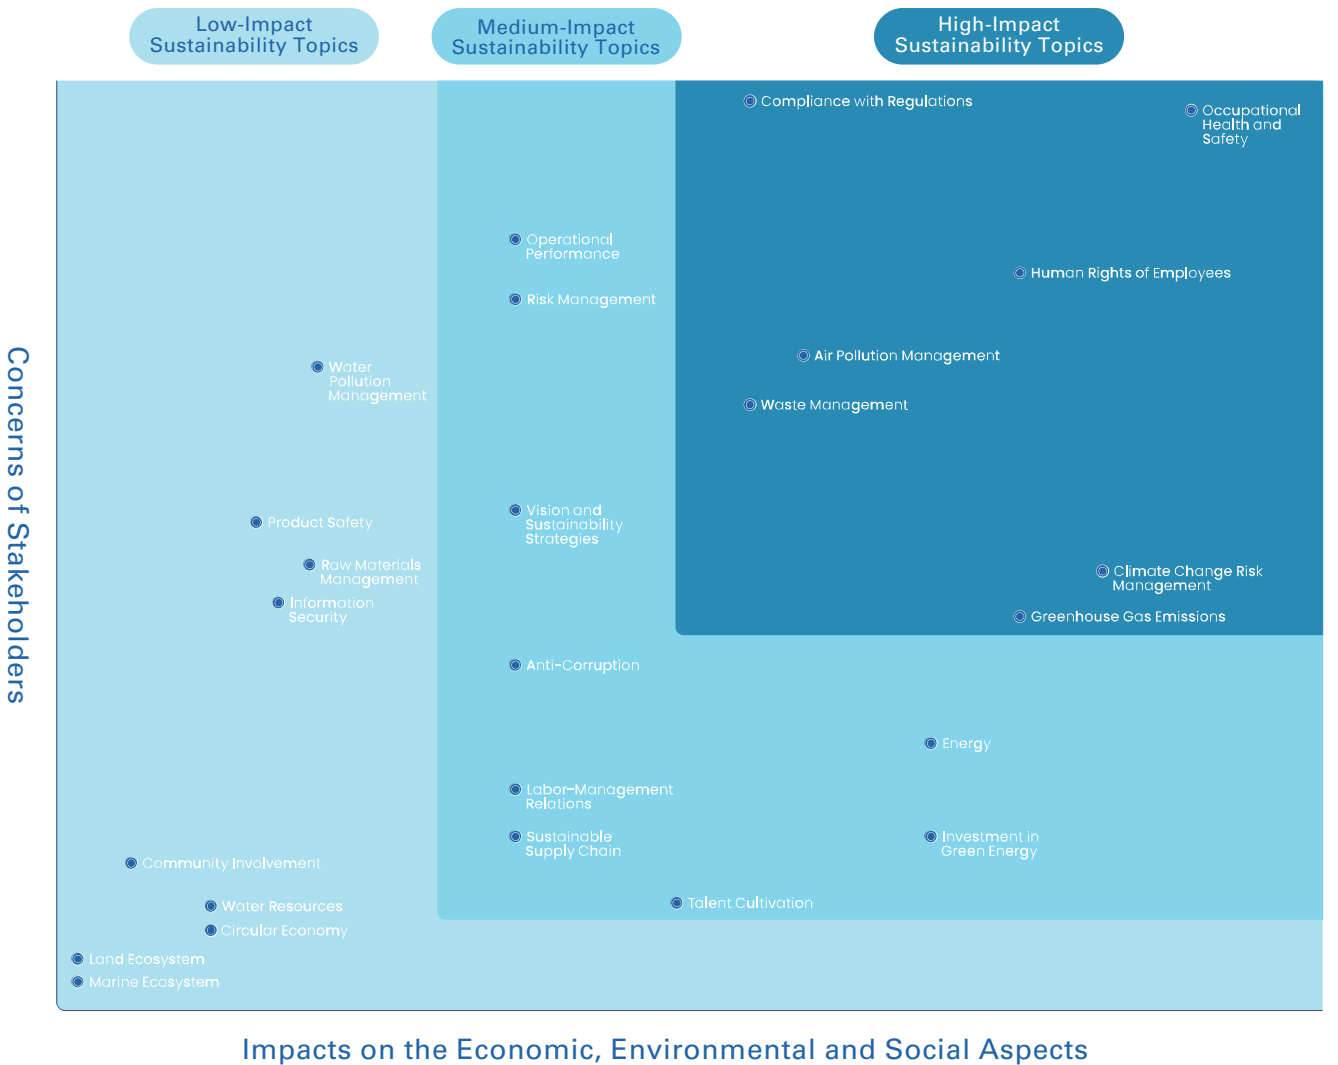 Low-Impact
Sustainability Topics
Medium-Impact
Sustainability Topics
High-Impact
Sustainability Topics
Compliance with Regulations
Occupational
Health and
Safety
Operational
Performance
Human Rights of Employees
Risk Management
Air Pollution Management
Water
Pollution
Management
Waste Management
Vision and
Sustainability
Strategies
Product Safety
Raw Materials
Management
Climate Change Risk
Management
Information
Security
Greenhouse Gas Emissions
Anti-Corruption
Energy
Labor-Management
Relations
Sustainable
Supply Chain
Investment in
Green Energy
Community Involvement
Talent Cultivation
Water Resources
Circular Economy
Land Ecosystem
Marine Ecosystem
Concerns of Stakeholders
Impacts on the Economic, Environmental and Social Aspects